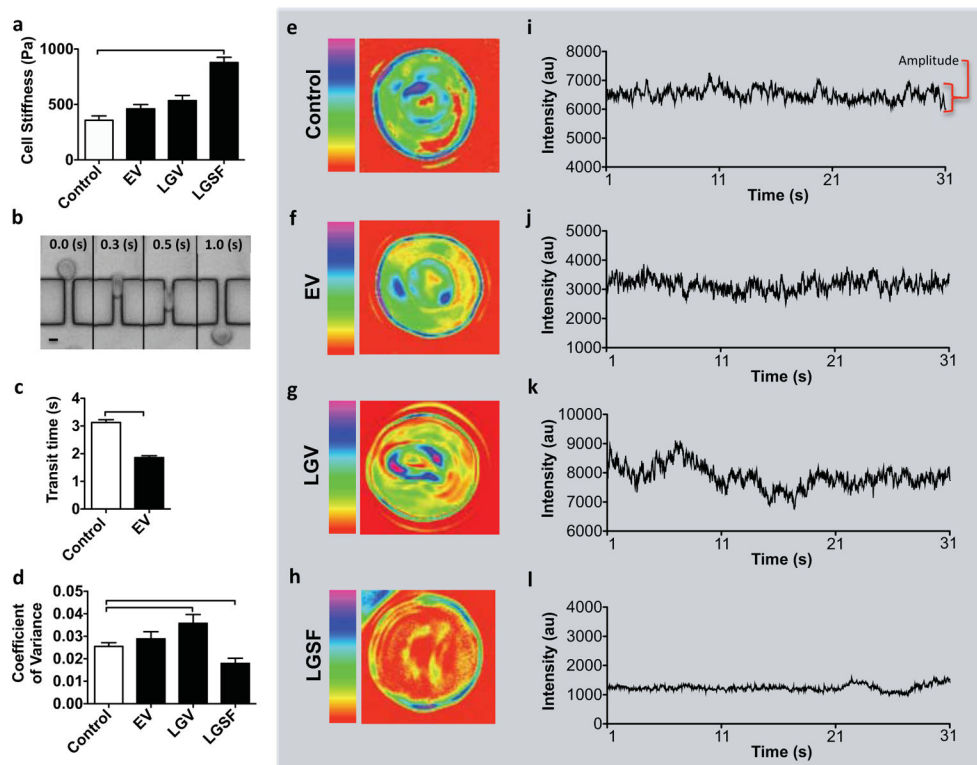 a
Cell Stiffness (Pa)
1000
500
0
Control
EV
LGV
LGSF
b
0.0 (s) 0.3 (s) 0.5 (s) 1.0 (s)
c
Transit time (s)
4
3
2
1
0
Control
EV
d
Coefficient
of Variance
0.05
0.04
0.03
0.02
0.01
0.00
Control
EV
LGV
LGSF
e
Control
f
EV
g
LGV
h
LGSF
i
Intensity (au)
8000
7000
6000
5000
4000
Amplitude
1 11 21 31
Time (s)
j
Intensity (au)
5000
4000
3000
2000
1000
1 11 21 31
Time (s)
k
Intensity (au)
10000
9000
8000
7000
6000
1 11 21 31
Time (s)
l
Intensity (au)
4000
3000
2000
1000
0
1 11 21 31
Time (s)